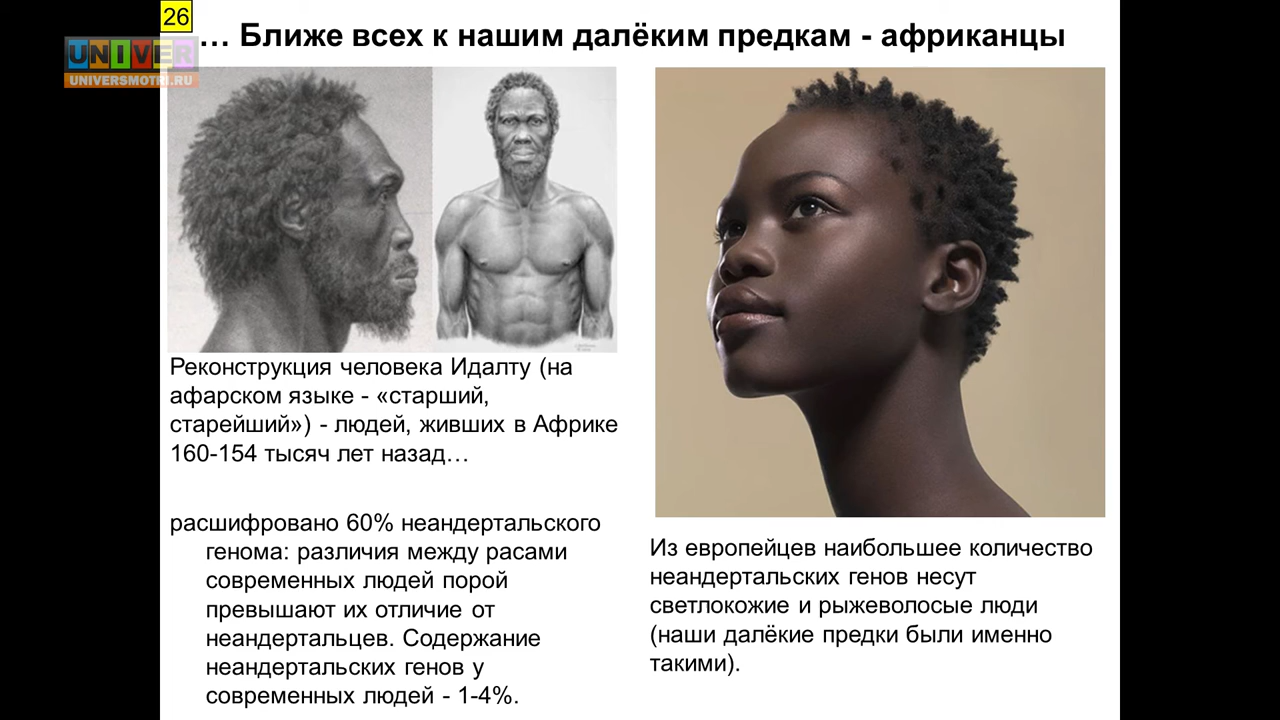 26
… Ближе всех к нашим далёким предкам - африканцы
UNIVER
UNIVERSMOTRI.RU
Реконструкция человека Идалту (на
афарском языке - «старший,
старейший») - людей, живших в Африке
160-154 тысяч лет назад…
расшифровано 60% неандертальского
генома: различия между расами
современных людей порой
превышают их отличие от
неандертальцев. Содержание
неандертальских генов у
современных людей - 1-4%.
Из европейцев наибольшее количество
неандертальских генов несут
светлокожие и рыжеволосые люди
(наши далёкие предки были именно
такими).